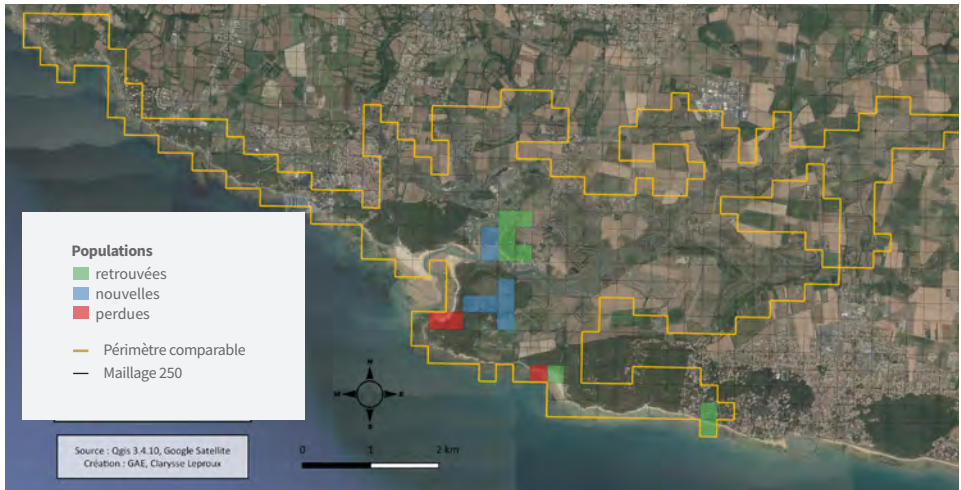 Populations
retrouvées
nouvelles
perdues
Périmètre comparable
Maillage 250
Source : Qgis 3.4.10, Google Satellite
Création : GAE, Clarysse Leproux
0 1 2 km